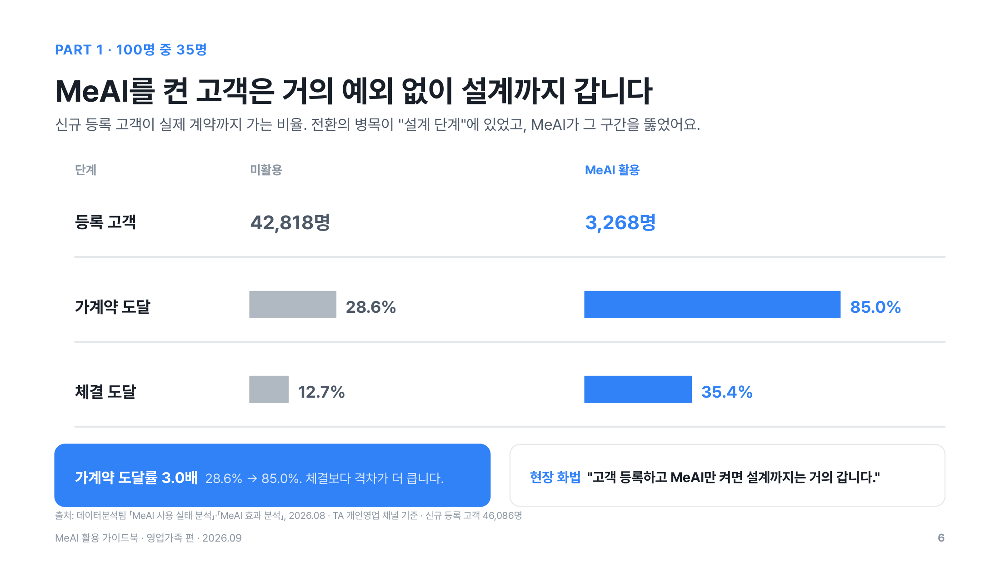 PART 1 · 100명 중 35명
MeAI를 켠 고객은 거의 예외 없이 설계까지 갑니다
신규 등록 고객이 실제 계약까지 가는 비율. 전환의 병목이 "설계 단계"에 있었고, MeAI가 그 구간을 뚫었어요.
단계 미활용 MeAI 활용
등록 고객 42,818명 3,268명
가계약 도달 28.6% 85.0%
체결 도달 12.7% 35.4%
가계약 도달률 3.0배 28.6% → 85.0%. 체결보다 격차가 더 큽니다.
현장 화법 "고객 등록하고 MeAI만 켜면 설계까지는 거의 갑니다."
출처: 데이터분석팀 「MeAI 사용 실태 분석」·「MeAI 효과 분석」, 2026.08 · TA 개인영업 채널 기준 · 신규 등록 고객 46,086명
MeAI 활용 가이드북 · 영업가족 편 · 2026.09
6